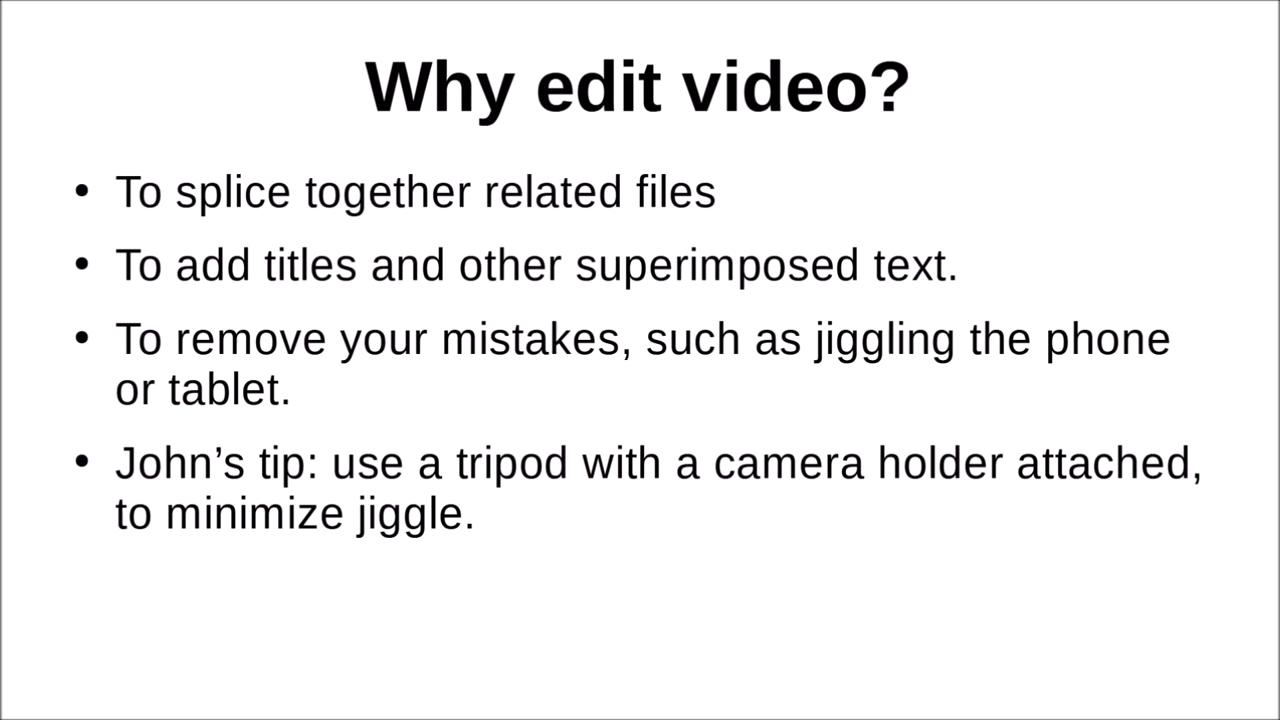 Why edit video?
• To splice together related files
• To add titles and other superimposed text.
• To remove your mistakes, such as jiggling the phone
or tablet.
• John’s tip: use a tripod with a camera holder attached,
to minimize jiggle.